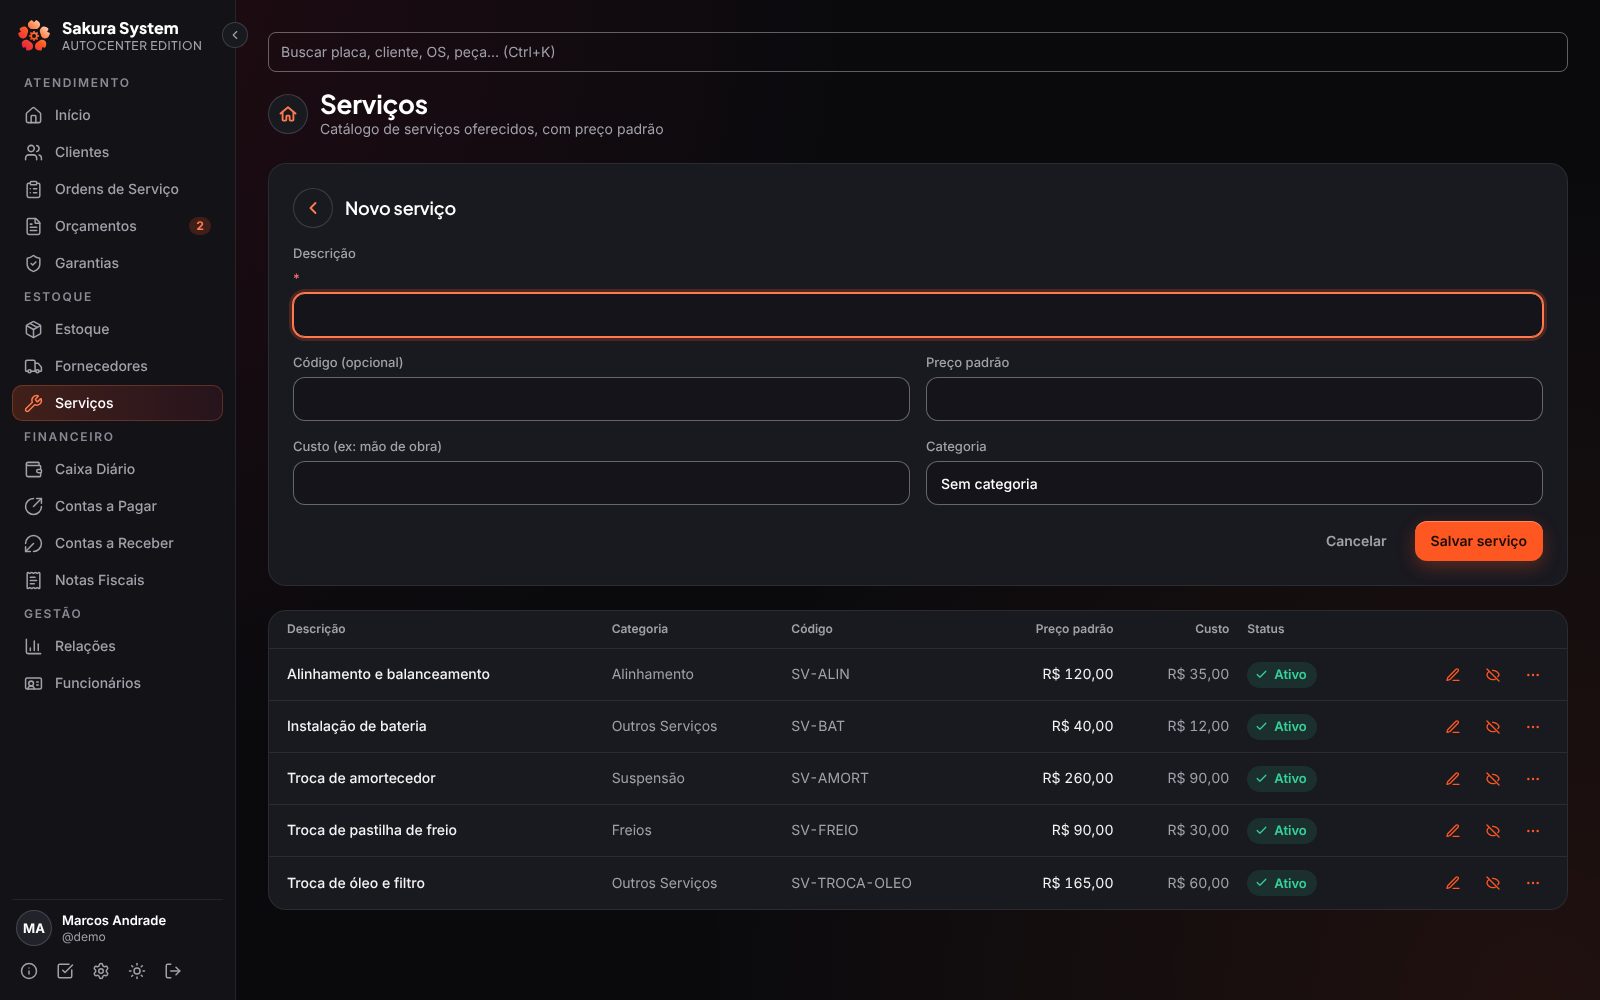 Sakura System
AUTOCENTER EDITION
ATENDIMENTO
Início
Clientes
Ordens de Serviço
Orçamentos 2
Garantias
ESTOQUE
Estoque
Fornecedores
Serviços
FINANCEIRO
Caixa Diário
Contas a Pagar
Contas a Receber
Notas Fiscais
GESTÃO
Relações
Funcionários
MA
Marcos Andrade
@demo
Buscar placa, cliente, OS, peça... (Ctrl+K)
Serviços
Catálogo de serviços oferecidos, com preço padrão
Novo serviço
Descrição
*
Código (opcional) Preço padrão
Custo (ex: mão de obra) Categoria
Sem categoria
Cancelar Salvar serviço
Descrição Categoria Código Preço padrão Custo Status
Alinhamento e balanceamento Alinhamento SV-ALIN R$ 120,00 R$ 35,00 Ativo
Instalação de bateria Outros Serviços SV-BAT R$ 40,00 R$ 12,00 Ativo
Troca de amortecedor Suspensão SV-AMORT R$ 260,00 R$ 90,00 Ativo
Troca de pastilha de freio Freios SV-FREIO R$ 90,00 R$ 30,00 Ativo
Troca de óleo e filtro Outros Serviços SV-TROCA-OLEO R$ 165,00 R$ 60,00 Ativo